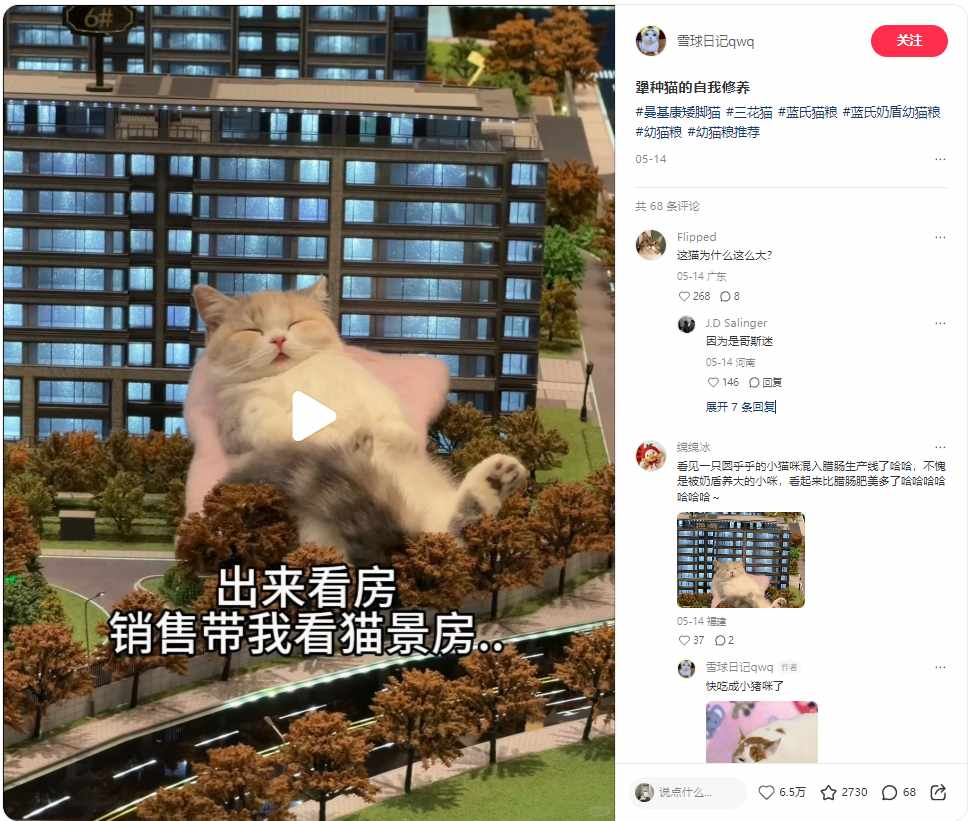 6#
出来看房
销售带我看猫景房..
雪球日记qwq
关注
犟种猫的自我修养
#曼基康矮脚猫 #三花猫 #蓝氏猫粮 #蓝氏奶盾幼猫粮
#幼猫粮 #幼猫粮推荐
05-14
共 68 条评论
Flipped
这猫为什么这么大?
05-14 广东
268 8
J.D Salinger
因为是哥斯迷
05-14 河南
146 回复
展开 7 条回复
绵绵冰
看见一只圆乎乎的小猫咪混入腊肠生产线了哈哈，不愧
是被奶盾养大的小咪，看起来比腊肠肥美多了哈哈哈哈
哈哈哈～
05-14 福建
37 2
雪球日记qwq 作者
快吃成小猪咪了
说点什么...
6.5万 2730 68